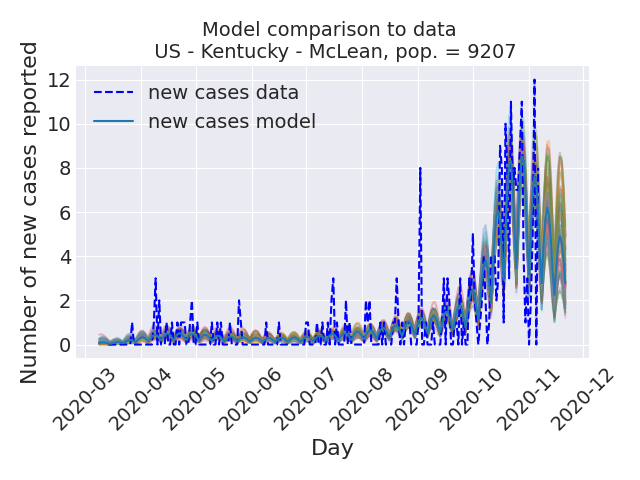 Model comparison to data
US - Kentucky - McLean, pop. = 9207
Number of new cases reported
12
10
8
6
4
2
0
new cases data
new cases model
2020-03
2020-04
2020-05
2020-06
2020-07
2020-08
2020-09
2020-10
2020-11
2020-12
Day